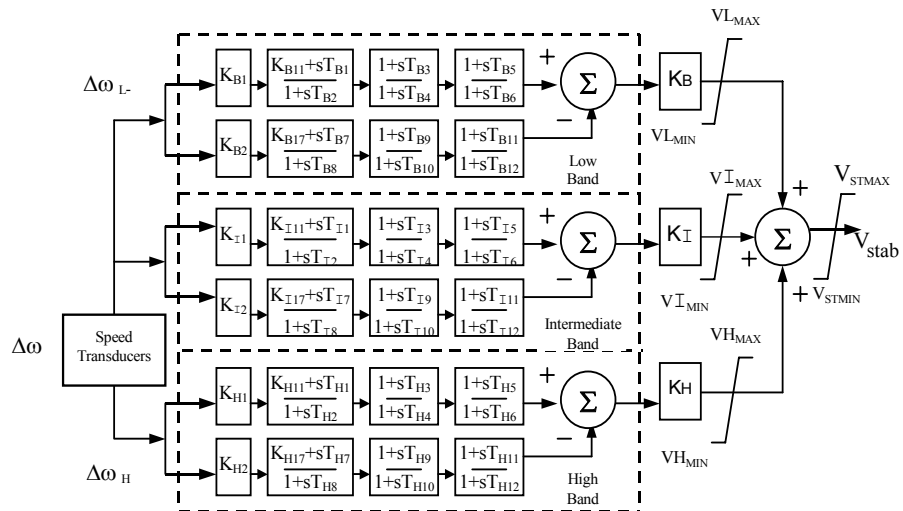 VL_MAX
K_B1
K_B11+sT_B1
1+sT_B2
1+sT_B3
1+sT_B4
1+sT_B5
1+sT_B6
+
Σ
−
K_B
VL_MIN
Δω L-
K_B2
K_B17+sT_B7
1+sT_B8
1+sT_B9
1+sT_B10
1+sT_B11
1+sT_B12
Low
Band
VI_MAX
V_STMAX
K_I1
K_I11+sT_I1
1+sT_I2
1+sT_I3
1+sT_I4
1+sT_I5
1+sT_I6
+
Σ
−
K_I
VI_MIN
+
+
+
Σ
V_stab
V_STMIN
K_I2
K_I17+sT_I7
1+sT_I8
1+sT_I9
1+sT_I10
1+sT_I11
1+sT_I12
Intermediate
Band
Δω
Speed
Transducers
VH_MAX
K_H1
K_H11+sT_H1
1+sT_H2
1+sT_H3
1+sT_H4
1+sT_H5
1+sT_H6
+
Σ
−
K_H
VH_MIN
Δω H
K_H2
K_H17+sT_H7
1+sT_H8
1+sT_H9
1+sT_H10
1+sT_H11
1+sT_H12
High
Band